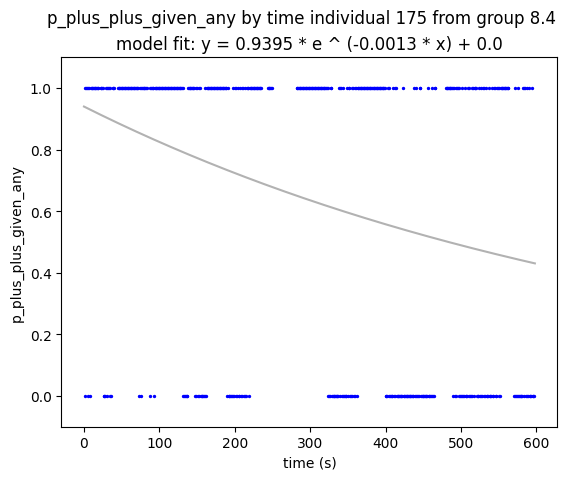 p_plus_plus_given_any by time individual 175 from group 8.4
model fit: y = 0.9395 * e ^ (-0.0013 * x) + 0.0
1.0
0.8
0.6
0.4
0.2
0.0
p_plus_plus_given_any
0 100 200 300 400 500 600
time (s)